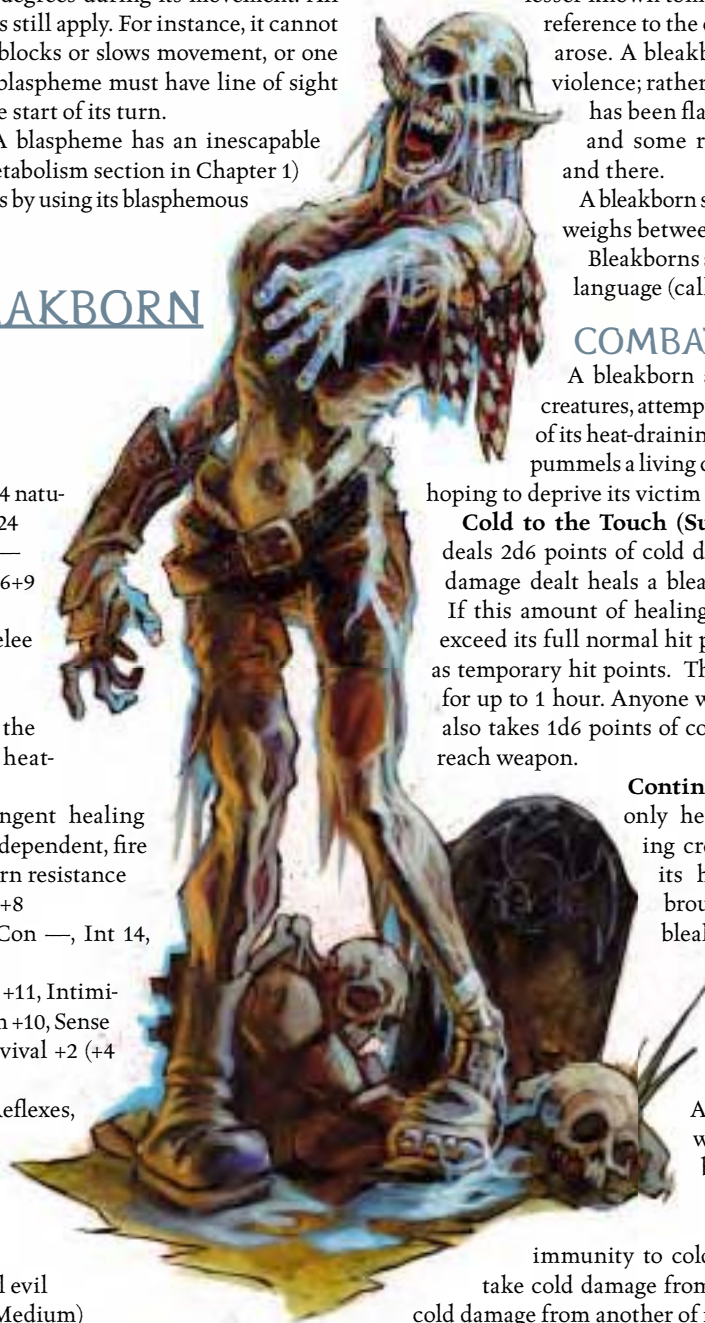 degrees during its movement. All
s still apply. For instance, it cannot
blocks or slows movement, or one
blaspheme must have line of sight
e start of its turn.
A blaspheme has an inescapable
etabolism section in Chapter 1)
s by using its blasphemous
AKBORN
4 natu-
24
—
6+9
elee
the
heat-
ngent healing
dependent, fire
rn resistance
+8
Con —, Int 14,
+11, Intimi-
n +10, Sense
vival +2 (+4
Reflexes,
l evil
Medium)
reference to the
arose. A bleakb
violence; rather
has been fla
and some r
and there.
A bleakborn s
weighs between
Bleakborns
language (call
COMBAT
A bleakborn a
creatures, attemp
of its heat-drainin
pummels a living c
hoping to deprive its victim
Cold to the Touch (Su
deals 2d6 points of cold d
damage dealt heals a blea
If this amount of healing
exceed its full normal hit p
as temporary hit points. Th
for up to 1 hour. Anyone w
also takes 1d6 points of co
reach weapon.
Contin
only he
ing cre
its h
brou
bleak
A
w
b
immunity to cold
take cold damage from
cold damage from another of